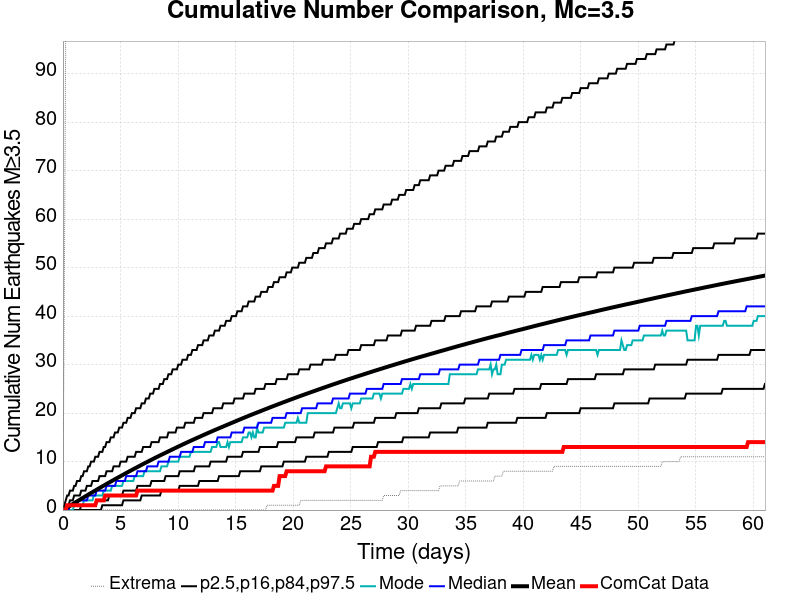 Cumulative Number Comparison, Mc=3.5
Cumulative Num Earthquakes M≥3.5
90
80
70
60
50
40
30
20
10
0
0 5 10 15 20 25 30 35 40 45 50 55 60
Time (days)
Extrema p2.5,p16,p84,p97.5 Mode Median Mean ComCat Data